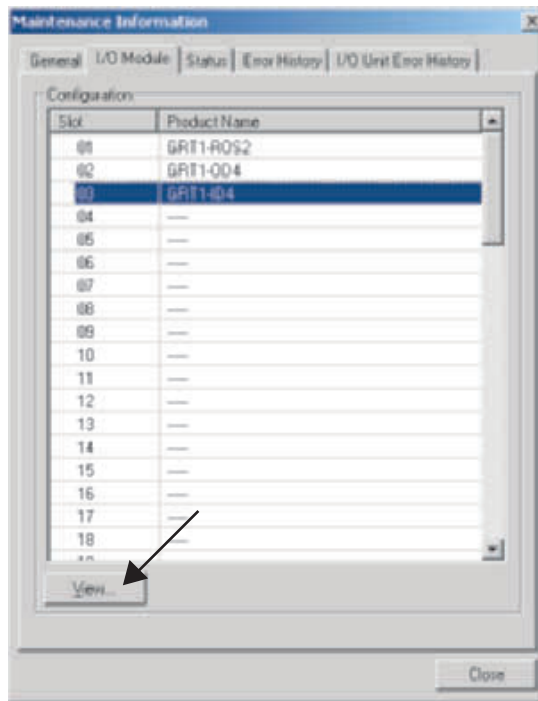 Maintenance Information
General I/O Module Status Error History I/O Unit Error History
Configuration
Slot Product Name
01 GRT1-ROS2
02 GRT1-OD4
03 GRT1-ID4
04 ----
05 ----
06 ----
07 ----
08 ----
09 ----
10 ----
11 ----
12 ----
13 ----
14 ----
15 ----
16 ----
17 ----
18 ----
View...
Close